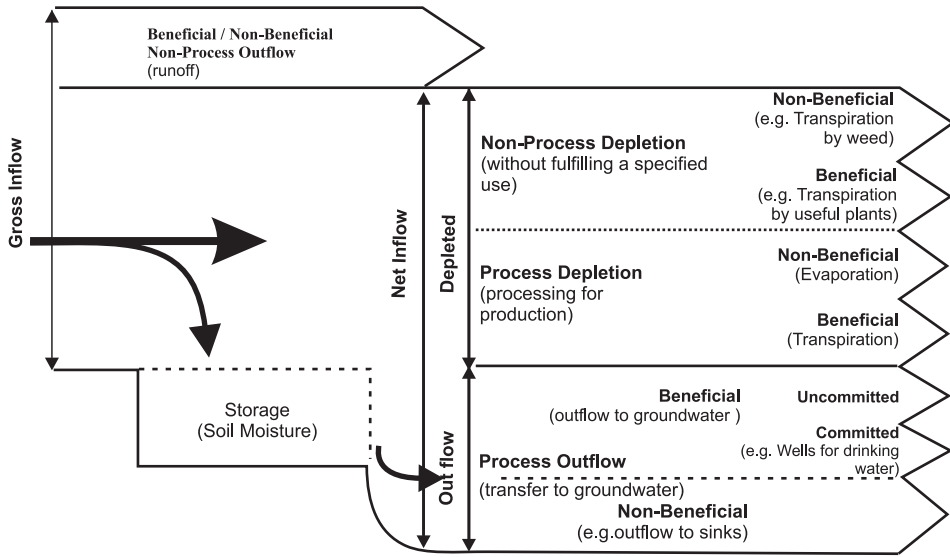 Beneficial / Non-Beneficial
Non-Process Outflow
(runoff)
Gross Inflow
Net Inflow
Depleted
Out flow
Non-Process Depletion
(without fulfilling a specified
use)
Non-Beneficial
(e.g. Transpiration
by weed)
Beneficial
(e.g. Transpiration
by useful plants)
Process Depletion
(processing for
production)
Non-Beneficial
(Evaporation)
Beneficial
(Transpiration)
Storage
(Soil Moisture)
Beneficial
(outflow to groundwater )
Uncommitted
Committed
(e.g. Wells for drinking
water)
Process Outflow
(transfer to groundwater)
Non-Beneficial
(e.g.outflow to sinks)